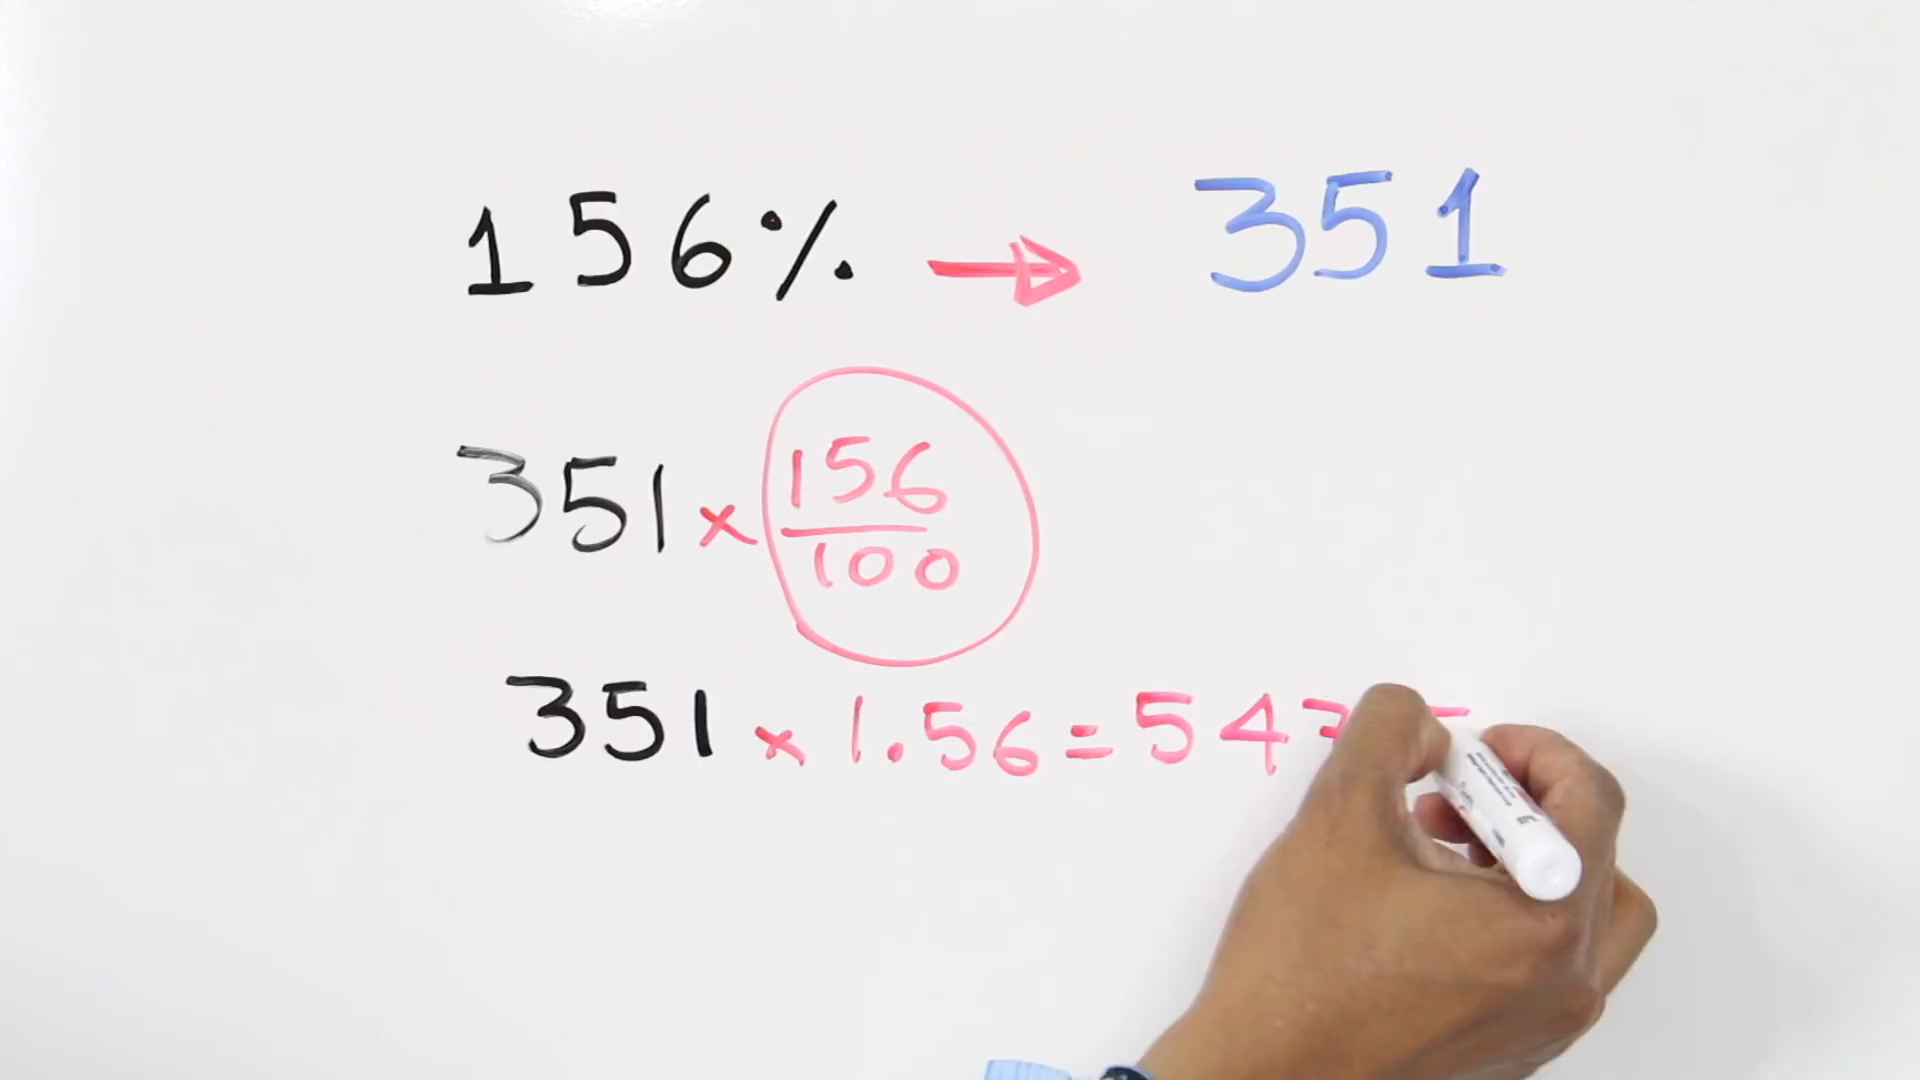 156% → 351
351 × 156/100
351 × 1.56 = 547